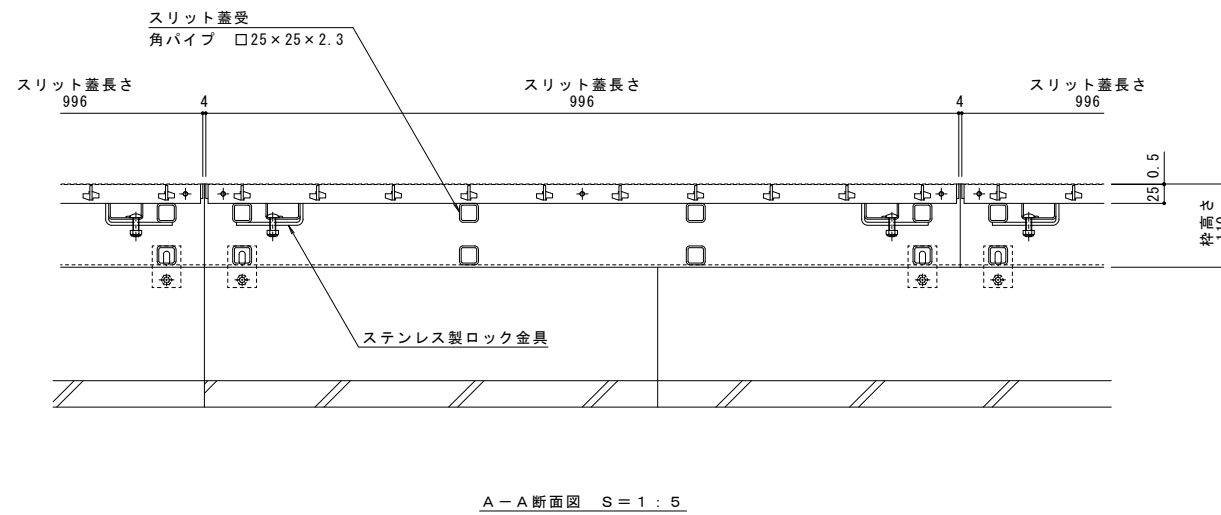 スリット蓋受
角パイプ □25×25×2.3
スリット蓋長さ
996
4
スリット蓋長さ
996
4
スリット蓋長さ
996
0.5
25
枠高さ
110
ステンレス製ロック金具
A-A断面図 S=1:5